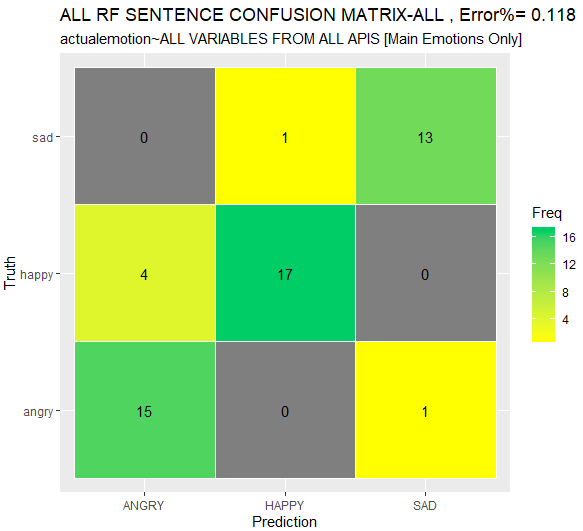 ALL RF SENTENCE CONFUSION MATRIX-ALL , Error%= 0.118
actualemotion~ALL VARIABLES FROM ALL APIS [Main Emotions Only]
sad
0
1
13
Freq
16
12
8
4
Truth
happy
4
17
0
angry
15
0
1
ANGRY
HAPPY
SAD
Prediction